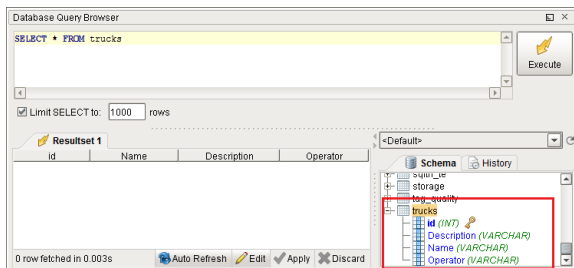 Database Query Browser
SELECT * FROM trucks
Execute
Limit SELECT to: 1000 rows
Resultset 1
id Name Description Operator
0 row fetched in 0.003s
Auto Refresh Edit Apply Discard
<Default>
Schema History
sqlth_te
storage
tag_quality
trucks
id (INT)
Description (VARCHAR)
Name (VARCHAR)
Operator (VARCHAR)